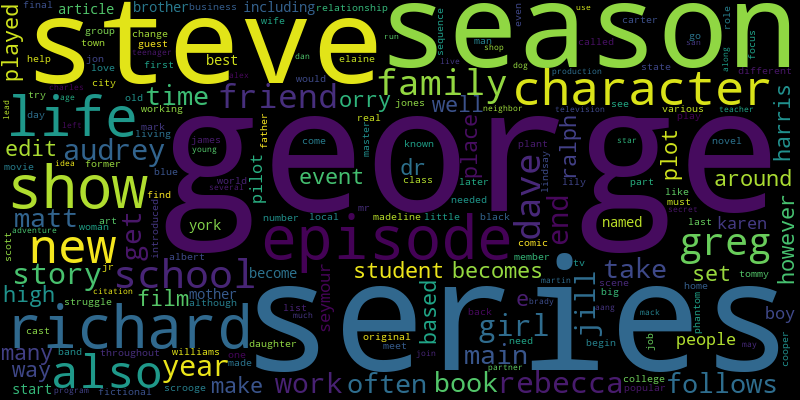 played final article brother business including relationship
steve season
group wife man even carter role use
town change guest best called sequence go focus
help jon love first elaine run shop state san along
time friend orry family character
try age city would dan live dog production different
life old jones well see various play
day working real television teacher
edit audrey mark father master place neighbor
left living james come known plant star novel
movie idea former young class dr ralph plot around harris
show blue world pilot event later lindsay lily part like must
find several mr needed secret
george
matt art number local madeline little black dave end named last karen
new woman introduced york episode comic greg however
scott adventure albert member
story jr school become student becomes take set tommy
high citation mother seymour tv scene big home
struggle film although list based e brady martin aang phantom boy
cast daughter much original back girl jill mack people
richard series
many band throughout williams one meet need main begin job cooper
way also year made join partner may
start program fictional scrooge make work often book rebecca college popular follows
lead